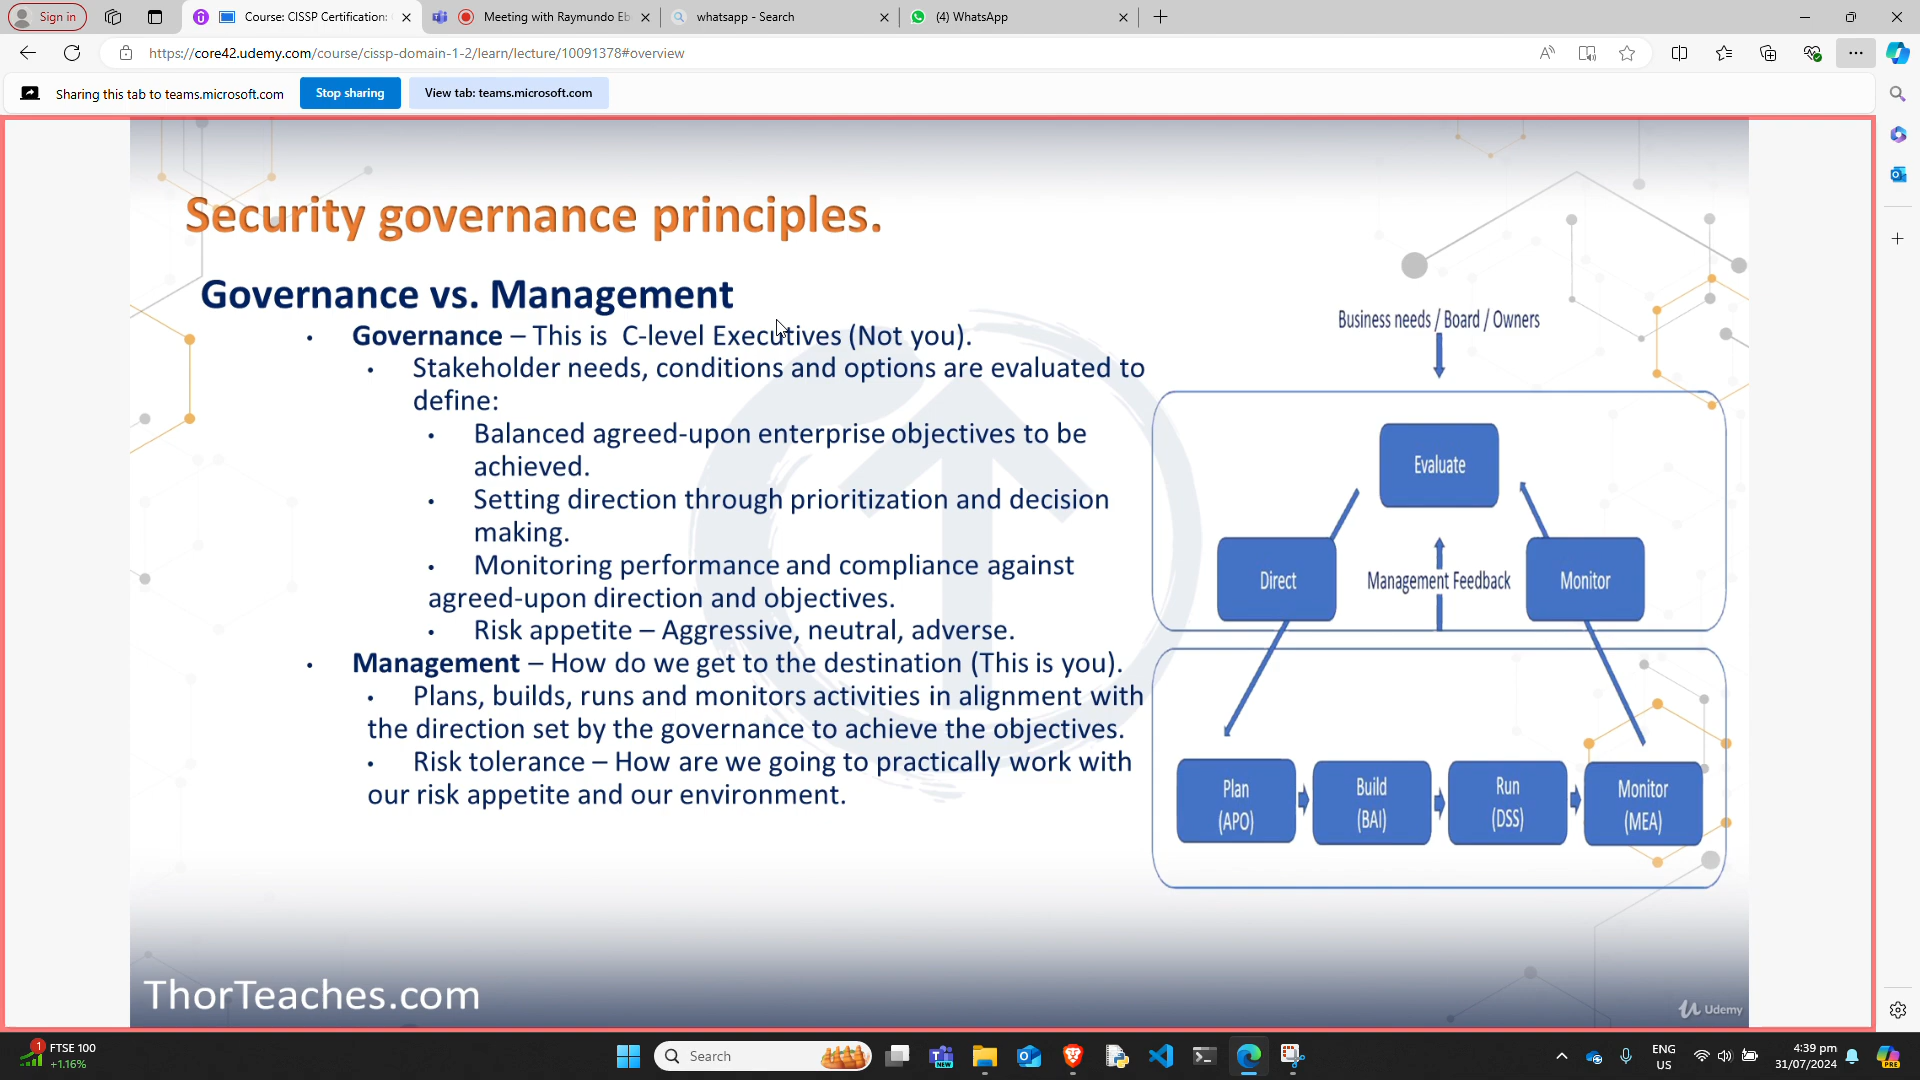 Sign in
Course: CISSP Certification:
Meeting with Raymundo Eb
whatsapp - Search
(4) WhatsApp
https://core42.udemy.com/course/cissp-domain-1-2/learn/lecture/10091378#overview
Sharing this tab to teams.microsoft.com
Stop sharing
View tab: teams.microsoft.com
Security governance principles.
Governance vs. Management
• Governance – This is C-level Executives (Not you).
• Stakeholder needs, conditions and options are evaluated to
define:
• Balanced agreed-upon enterprise objectives to be
achieved.
• Setting direction through prioritization and decision
making.
• Monitoring performance and compliance against
agreed-upon direction and objectives.
• Risk appetite – Aggressive, neutral, adverse.
• Management – How do we get to the destination (This is you).
• Plans, builds, runs and monitors activities in alignment with
the direction set by the governance to achieve the objectives.
• Risk tolerance – How are we going to practically work with
our risk appetite and our environment.
Business needs / Board / Owners
Evaluate
Direct
Management Feedback
Monitor
Plan
(APO)
Build
(BAI)
Run
(DSS)
Monitor
(MEA)
ThorTeaches.com
Udemy
1
FTSE 100
+1.16%
Search
NEW
ENG
US
4:39 pm
31/07/2024
PRE